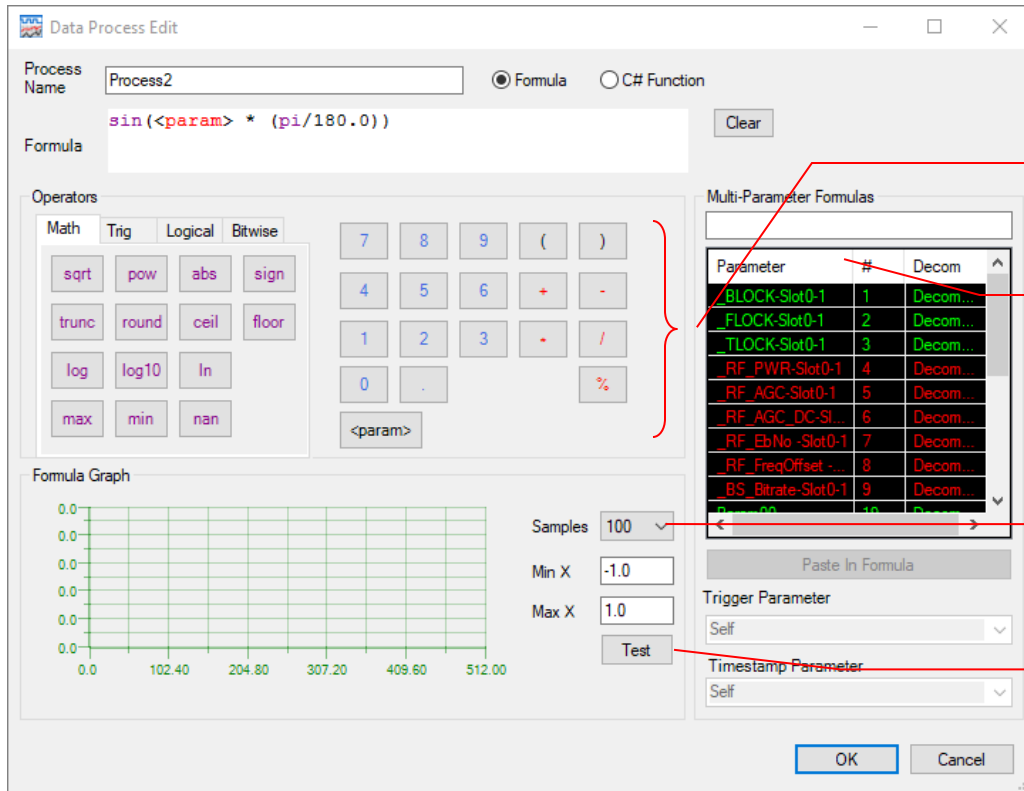 Data Process Edit
Process Name
Process2
Formula
C# Function
Formula
sin(<param> * (pi/180.0))
Clear
Operators
Math Trig Logical Bitwise
sqrt pow abs sign
trunc round ceil floor
log log10 ln
max min nan
7 8 9 ( )
4 5 6 + -
1 2 3 * /
0 . %
<param>
Multi-Parameter Formulas
Parameter # Decom
_BLOCK-Slot0-1 1 Decom...
_FLOCK-Slot0-1 2 Decom...
_TLOCK-Slot0-1 3 Decom...
_RF_PWR-Slot0-1 4 Decom...
_RF_AGC-Slot0-1 5 Decom...
_RF_AGC_DC-Sl... 6 Decom...
_RF_EbNo -Slot0-1 7 Decom...
_RF_FreqOffset -... 8 Decom...
_BS_Bitrate-Slot0-1 9 Decom...
Paste In Formula
Trigger Parameter
Self
Timestamp Parameter
Self
Formula Graph
0.0
0.0
0.0
0.0
0.0
0.0
0.0 102.40 204.80 307.20 409.60 512.00
Samples 100
Min X -1.0
Max X 1.0
Test
OK Cancel